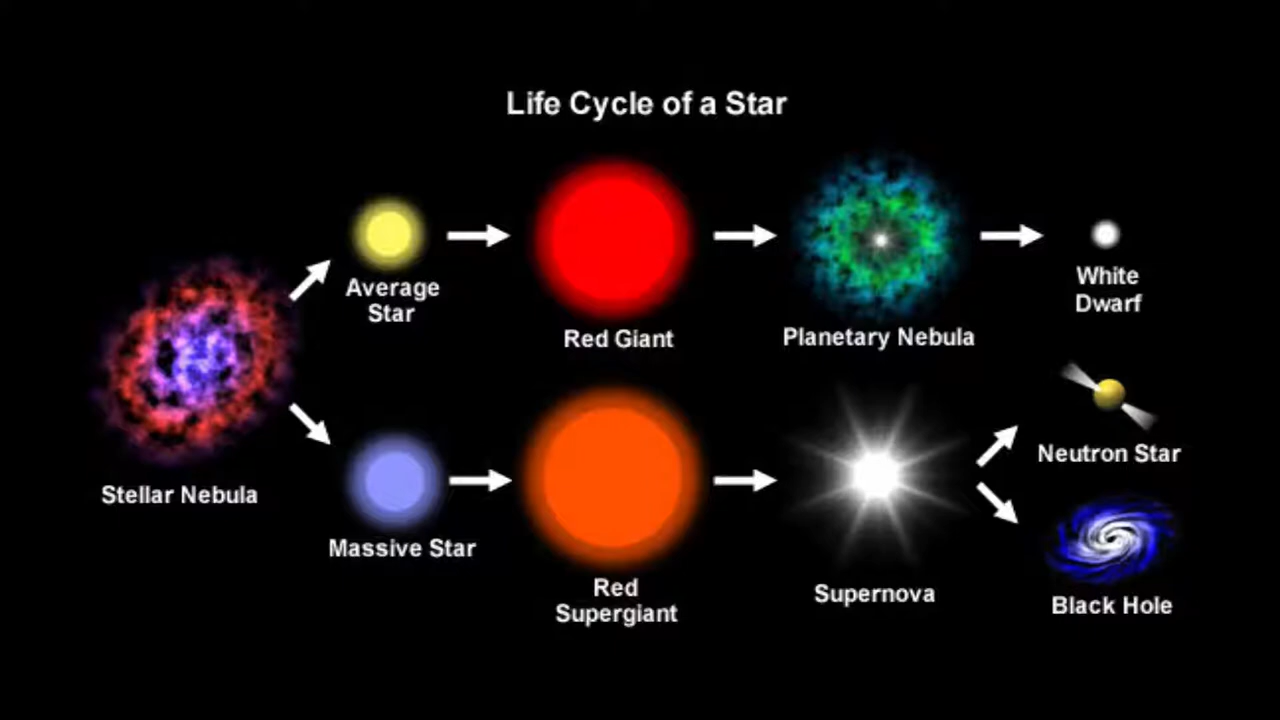 Life Cycle of a Star
Average
Star
Red Giant
Planetary Nebula
White
Dwarf
Stellar Nebula
Massive Star
Red
Supergiant
Supernova
Neutron Star
Black Hole